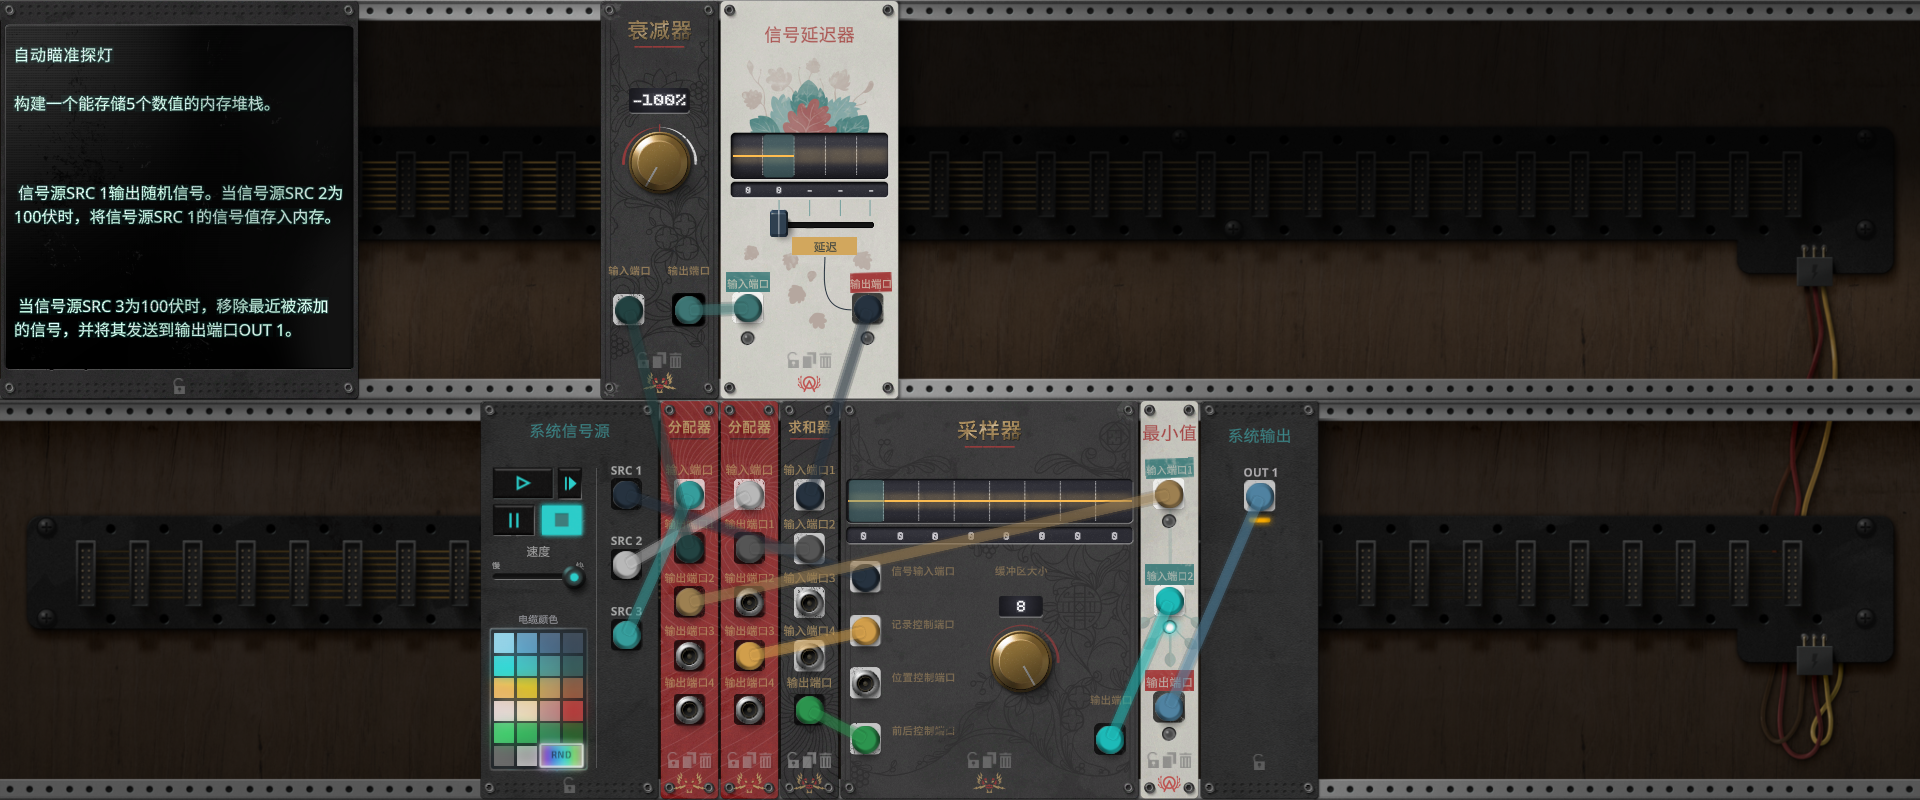 自动瞄准探灯
构建一个能存储5个数值的内存堆栈。
信号源SRC 1输出随机信号。当信号源SRC 2为
100伏时，将信号源SRC 1的信号值存入内存。
当信号源SRC 3为100伏时，移除最近被添加
的信号，并将其发送到输出端口OUT 1。
衰减器
-100%
输入端口
输出端口
信号延迟器
0 0 - - -
延迟
输入端口
输出端口
系统信号源
SRC 1
SRC 2
SRC 3
速度
慢
快
电缆颜色
RND
分配器
输入端口
输出端口2
输出端口3
输出端口4
分配器
输入端口
输出端口1
输出端口2
输出端口3
输出端口4
求和器
输入端口1
输入端口2
输入端口3
输入端口4
输出端口
采样器
0 0 0 0 0 0 0 0
信号输入端口
记录控制端口
位置控制端口
前后控制端口
缓冲区大小
8
输出端口
最小值
输入端口1
输入端口2
输出端口
系统输出
OUT 1